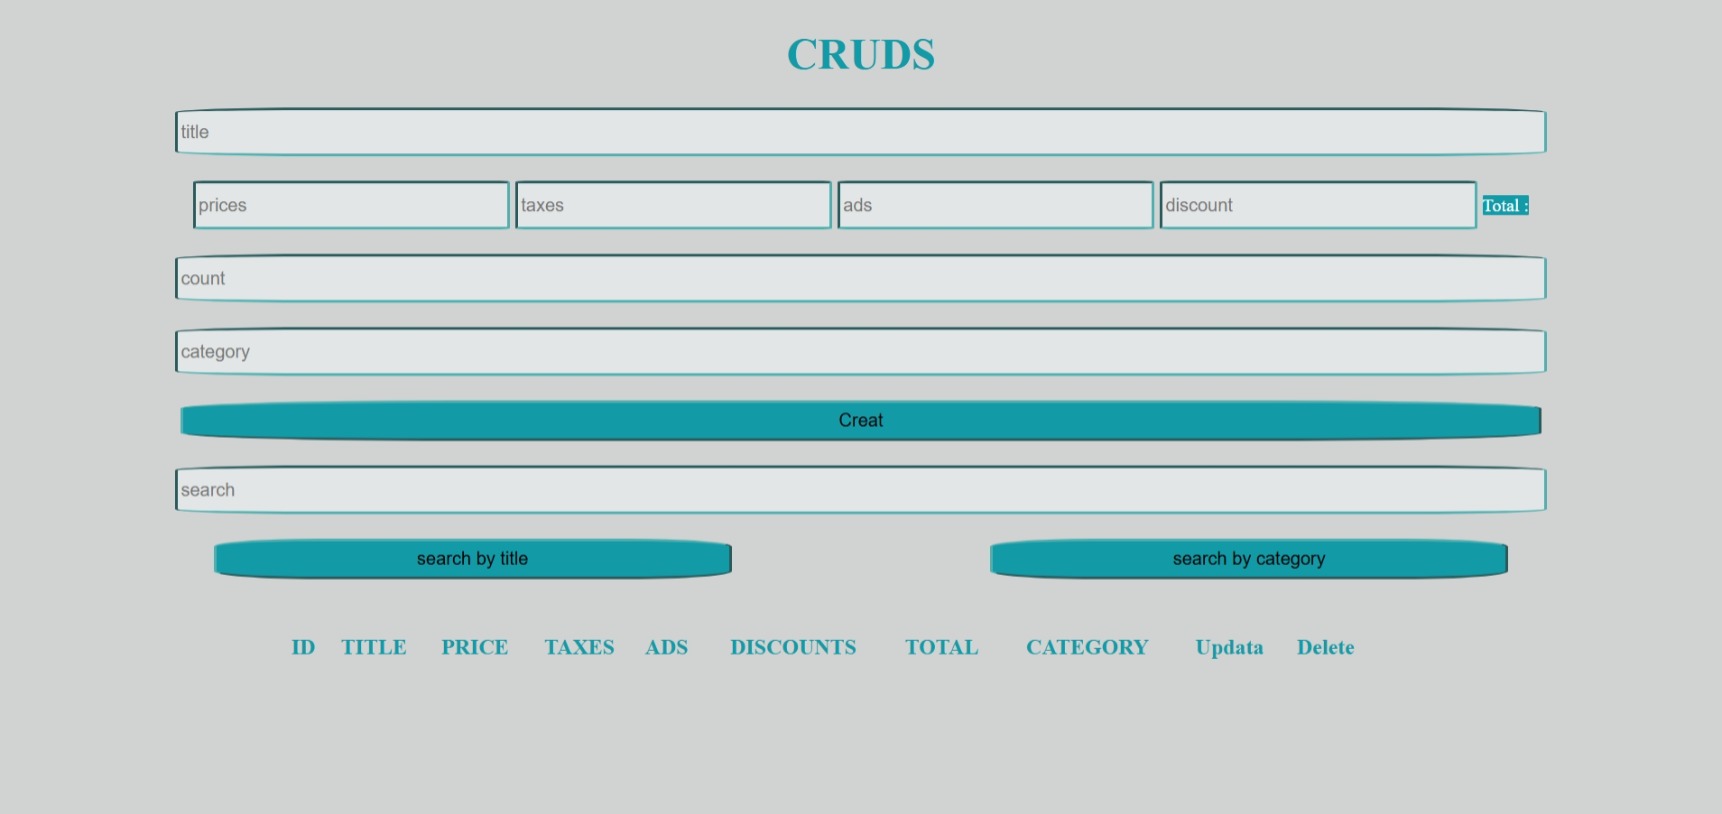 CRUDS
title
prices taxes ads discount Total :
count
category
Creat
search
search by title search by category
ID TITLE PRICE TAXES ADS DISCOUNTS TOTAL CATEGORY Updata Delete